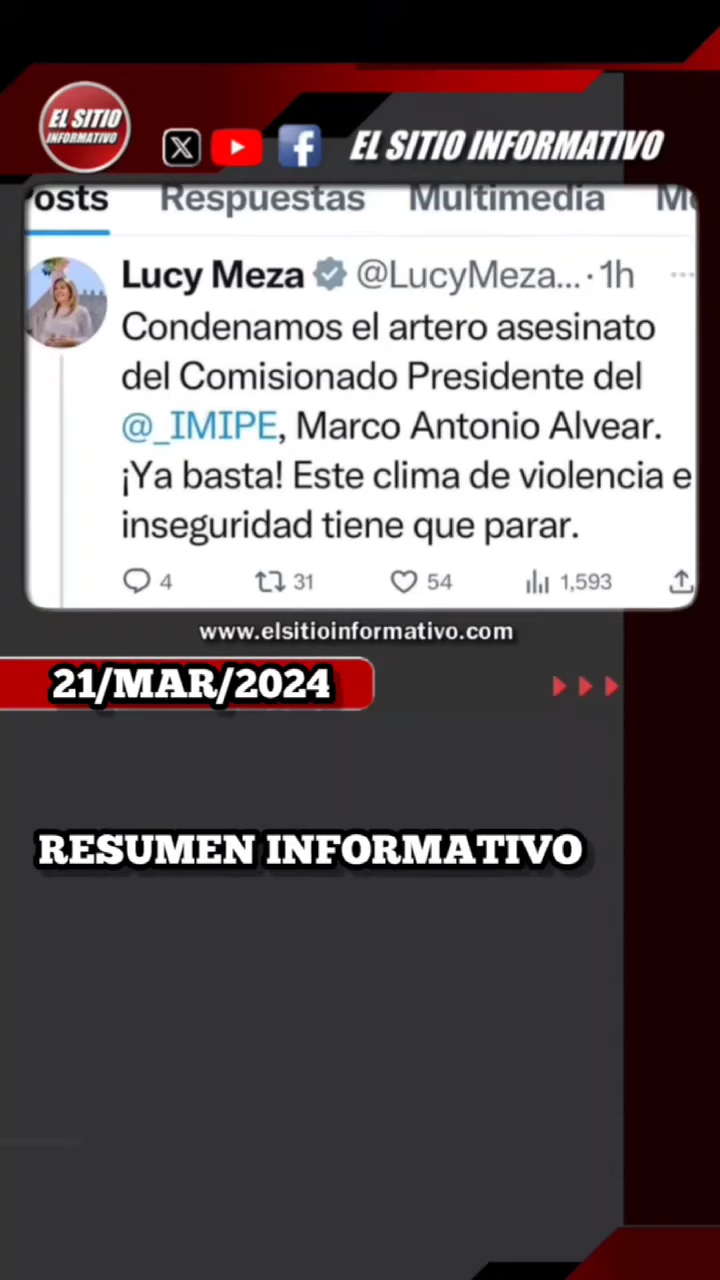 EL SITIO
INFORMATIVO
EL SITIO INFORMATIVO
osts Respuestas Multimedia M
Lucy Meza @LucyMeza... · 1h
Condenamos el artero asesinato
del Comisionado Presidente del
@_IMIPE, Marco Antonio Alvear.
¡Ya basta! Este clima de violencia e
inseguridad tiene que parar.
4 31 54 1,593
www.elsitioinformativo.com
21/MAR/2024
RESUMEN INFORMATIVO